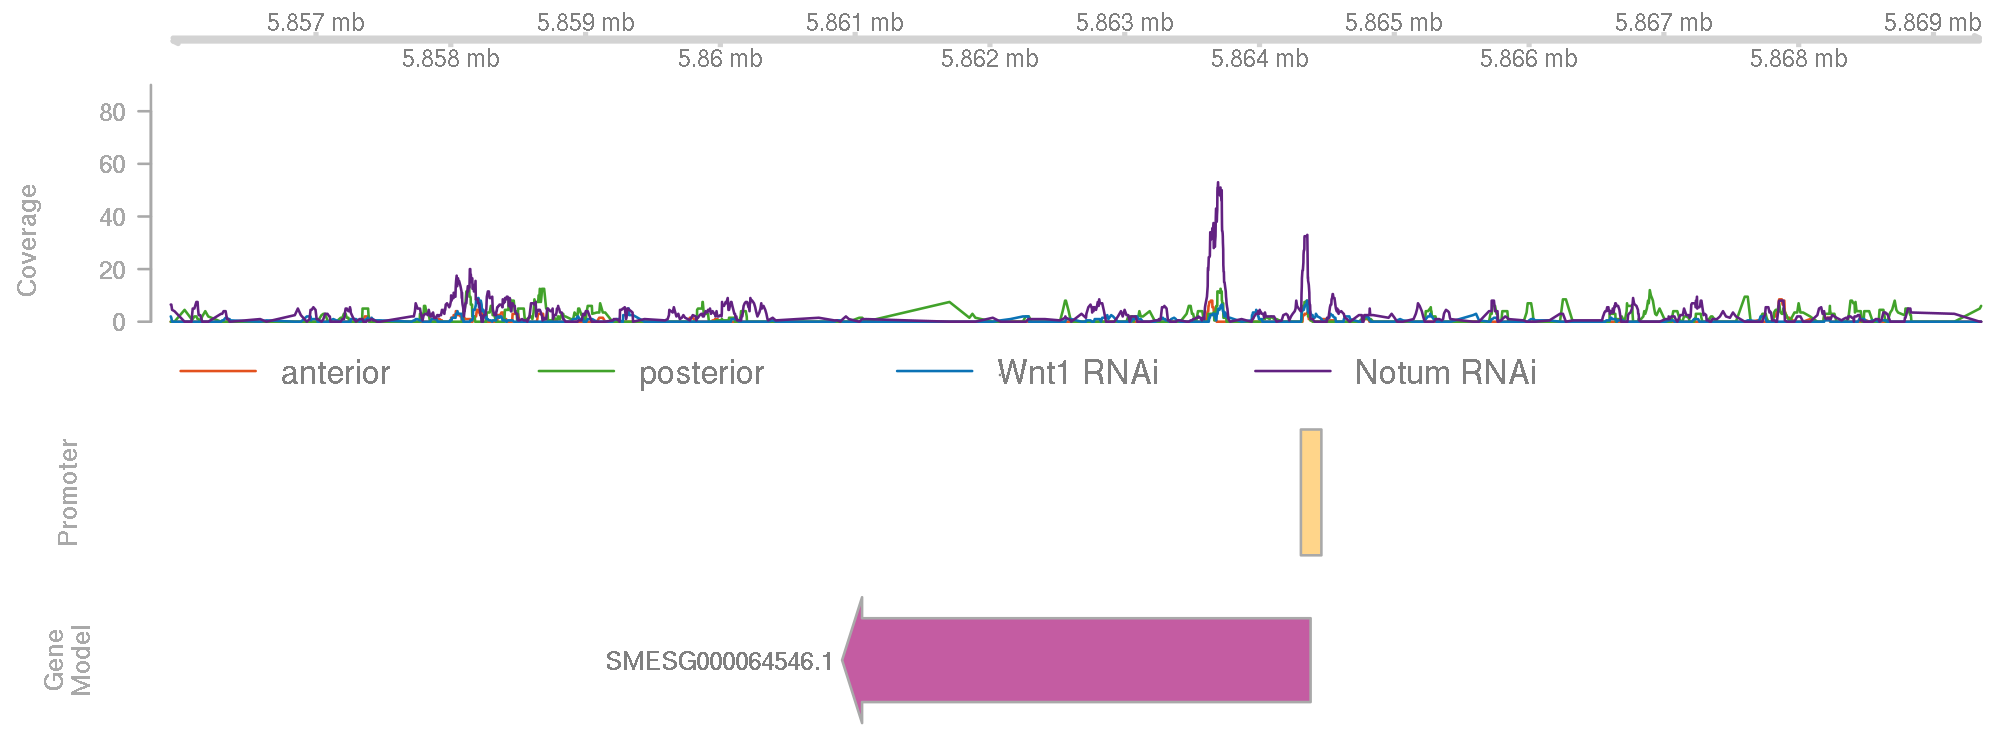 5.857 mb 5.859 mb 5.861 mb 5.863 mb 5.865 mb 5.867 mb 5.869 mb
5.858 mb 5.86 mb 5.862 mb 5.864 mb 5.866 mb 5.868 mb
80
60
40
20
0
Coverage
anterior posterior Wnt1 RNAi Notum RNAi
Promoter
Gene
Model
SMESG000064546.1